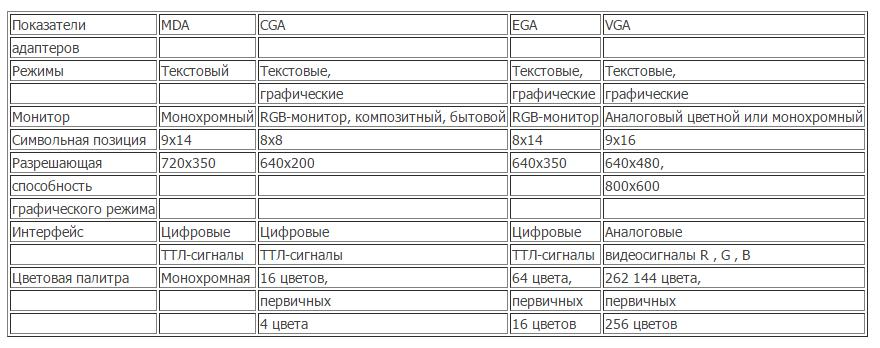 Показатели MDA CGA EGA VGA
адаптеров
Режимы Текстовый Текстовые, Текстовые, Текстовые,
графические графические графические
Монитор Монохромный RGB-монитор, композитный, бытовой RGB-монитор Аналоговый цветной или монохромный
Символьная позиция 9x14 8x8 8x14 9x16
Разрешающая 720x350 640x200 640x350 640x480,
способность 800x600
графического режима
Интерфейс Цифровые Цифровые Цифровые Аналоговые
ТТЛ-сигналы ТТЛ-сигналы ТТЛ-сигналы видеосигналы R , G , B
Цветовая палитра Монохромная 16 цветов, 64 цвета, 262 144 цвета,
первичных первичных первичных
4 цвета 16 цветов 256 цветов